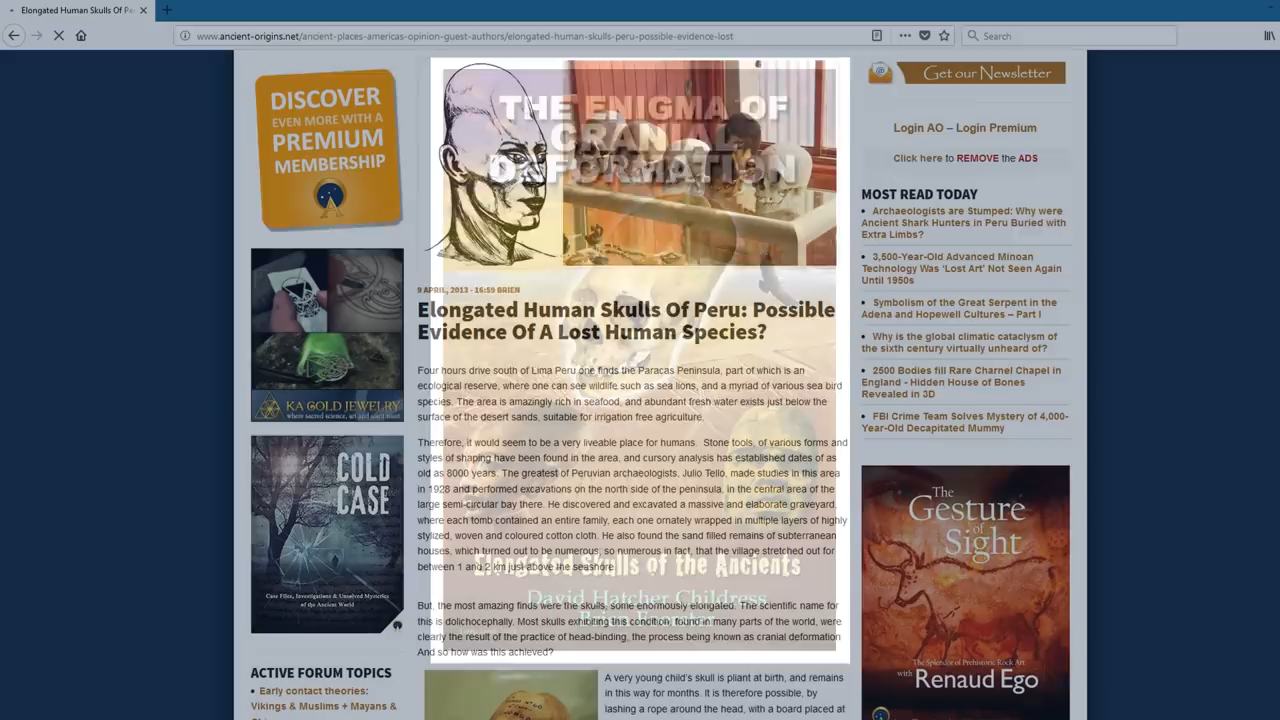 Elongated Human Skulls Of Pe
www.ancient-origins.net/ancient-places-americas-opinion-guest-authors/elongated-human-skulls-peru-possible-evidence-lost
Search
DISCOVER
EVEN MORE WITH A
PREMIUM
MEMBERSHIP
KA GOLD JEWELRY
where sacred science, art and spirit meet
COLD
CASE
Case Files, Investigations & Unsolved Mysteries
of the Ancient World
ACTIVE FORUM TOPICS
Early contact theories:
Vikings & Muslims + Mayans &
THE ENIGMA OF
CRANIAL
DEFORMATION
9 APRIL, 2013 - 16:59 BRIEN
Elongated Human Skulls Of Peru: Possible
Evidence Of A Lost Human Species?
Four hours drive south of Lima Peru one finds the Paracas Peninsula, part of which is an
ecological reserve, where one can see wildlife such as sea lions, and a myriad of various sea bird
species. The area is amazingly rich in seafood, and abundant fresh water exists just below the
surface of the desert sands, suitable for irrigation free agriculture.
Therefore, it would seem to be a very liveable place for humans. Stone tools, of various forms and
styles of shaping have been found in the area, and cursory analysis has established dates of as
old as 8000 years. The greatest of Peruvian archaeologists, Julio Tello, made studies in this area
in 1928 and performed excavations on the north side of the peninsula, in the central area of the
large semi-circular bay there. He discovered and excavated a massive and elaborate graveyard,
where each tomb contained an entire family, each one ornately wrapped in multiple layers of highly
stylized, woven and coloured cotton cloth. He also found the sand filled remains of subterranean
houses, which turned out to be numerous, so numerous in fact, that the village stretched out for
between 1 and 2 km just above the seashore.
Elongated Skulls of the Ancients
David Hatcher Childress
But, the most amazing finds were the skulls, some enormously elongated. The scientific name for
this is dolichocephally. Most skulls exhibiting this condition, found in many parts of the world, were
clearly the result of the practice of head-binding, the process being known as cranial deformation
And so how was this achieved?
A very young child's skull is pliant at birth, and remains
in this way for months. It is therefore possible, by
lashing a rope around the head, with a board placed at
Get our Newsletter
Login AO – Login Premium
Click here to REMOVE the ADS
MOST READ TODAY
Archaeologists are Stumped: Why were
Ancient Shark Hunters in Peru Buried with
Extra Limbs?
3,500-Year-Old Advanced Minoan
Technology Was 'Lost Art' Not Seen Again
Until 1950s
Symbolism of the Great Serpent in the
Adena and Hopewell Cultures – Part I
Why is the global climatic cataclysm of
the sixth century virtually unheard of?
2500 Bodies fill Rare Charnel Chapel in
England - Hidden House of Bones
Revealed in 3D
FBI Crime Team Solves Mystery of 4,000-
Year-Old Decapitated Mummy
The
Gesture
of
Sight
The Splendor of Prehistoric Rock Art
with Renaud Ego